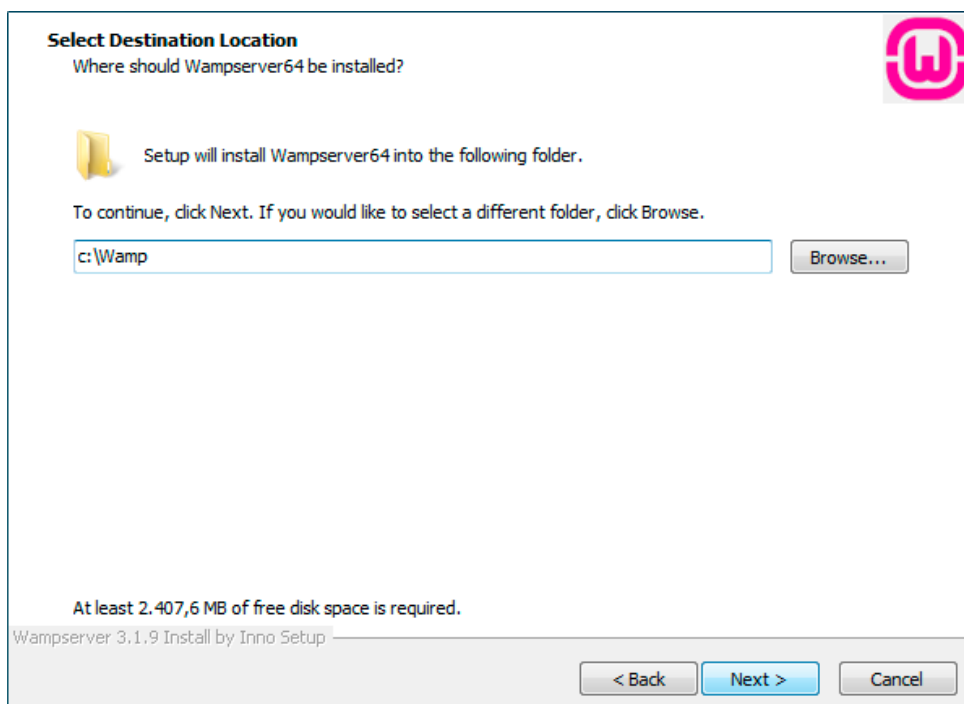 Select Destination Location
Where should Wampserver64 be installed?
W
Setup will install Wampserver64 into the following folder.
To continue, click Next. If you would like to select a different folder, click Browse.
c:\Wamp
Browse...
At least 2.407,6 MB of free disk space is required.
Wampserver 3.1.9 Install by Inno Setup
< Back
Next >
Cancel